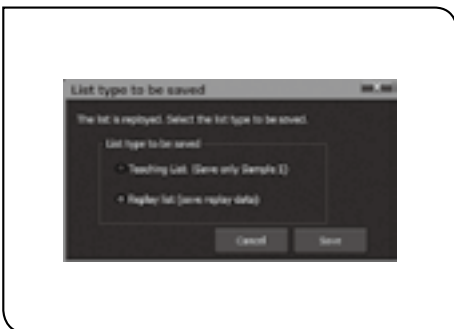 List type to be saved
The list is replayed. Select the list type to be saved.
List type to be saved
Teaching List (Save only Sample 1)
Replay list (save replay data)
Cancel
Save